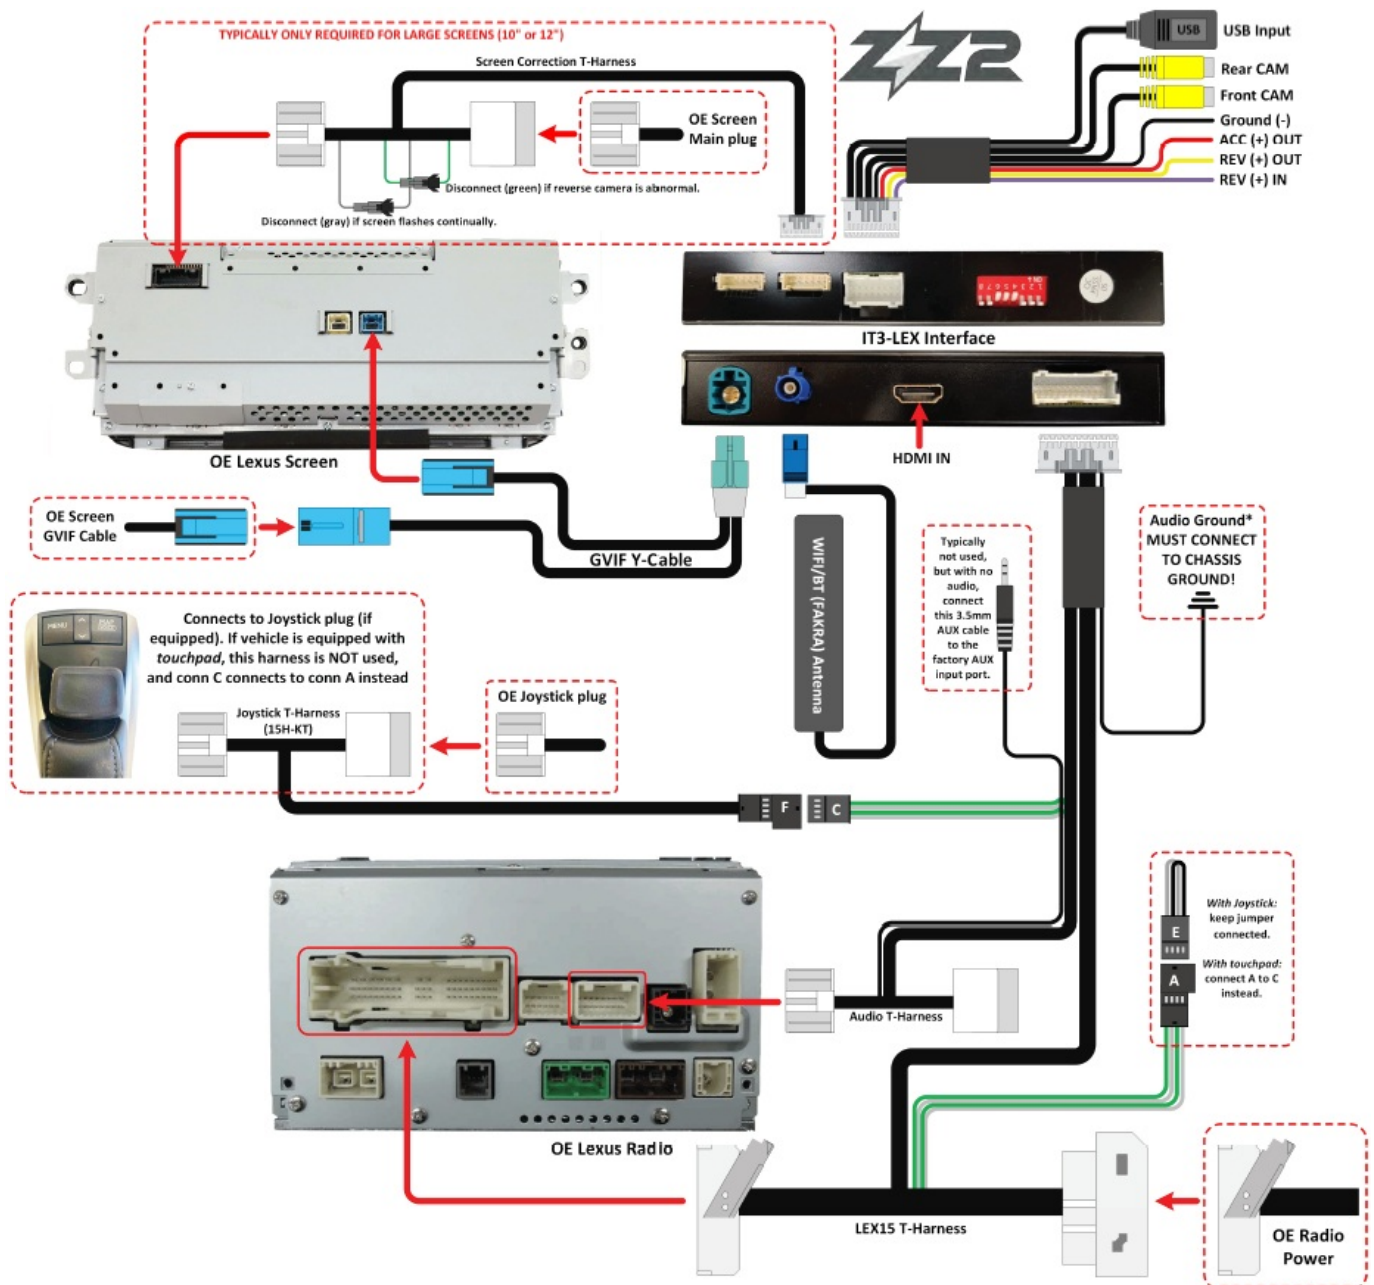 TYPICALLY ONLY REQUIRED FOR LARGE SCREENS (10" or 12")
Screen Correction T-Harness
OE Screen
Main plug
Disconnect (green) if reverse camera is abnormal.
Disconnect (gray) if screen flashes continually.
ZZ2
USB
USB Input
Rear CAM
Front CAM
Ground (-)
ACC (+) OUT
REV (+) OUT
REV (+) IN
IT3-LEX Interface
HDMI IN
OE Lexus Screen
OE Screen
GVIF Cable
GVIF Y-Cable
WIFI/BT (FAKRA) Antenna
Typically
not used,
but with no
audio,
connect
this 3.5mm
AUX cable
to the
factory AUX
input port.
Audio Ground*
MUST CONNECT
TO CHASSIS
GROUND!
MENU
Connects to Joystick plug (if
equipped). If vehicle is equipped with
touchpad, this harness is NOT used,
and conn C connects to conn A instead
Joystick T-Harness
(15H-KT)
OE Joystick plug
F
C
E
A
With Joystick:
keep jumper
connected.
With touchpad:
connect A to C
instead.
Audio T-Harness
OE Lexus Radio
LEX15 T-Harness
OE Radio
Power